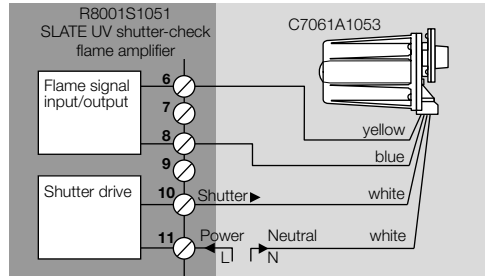 R8001S1051
SLATE UV shutter-check
flame amplifier
C7061A1053
Flame signal
input/output
6
7
8
9
yellow
blue
Shutter drive
10
Shutter
white
11
Power
Neutral
white
L
N